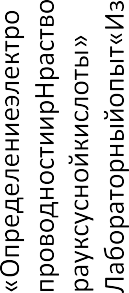 «Определениеэлектро
проводностиирНраство
рауксуснойкислоты»
Лабораторныйопыт«Из